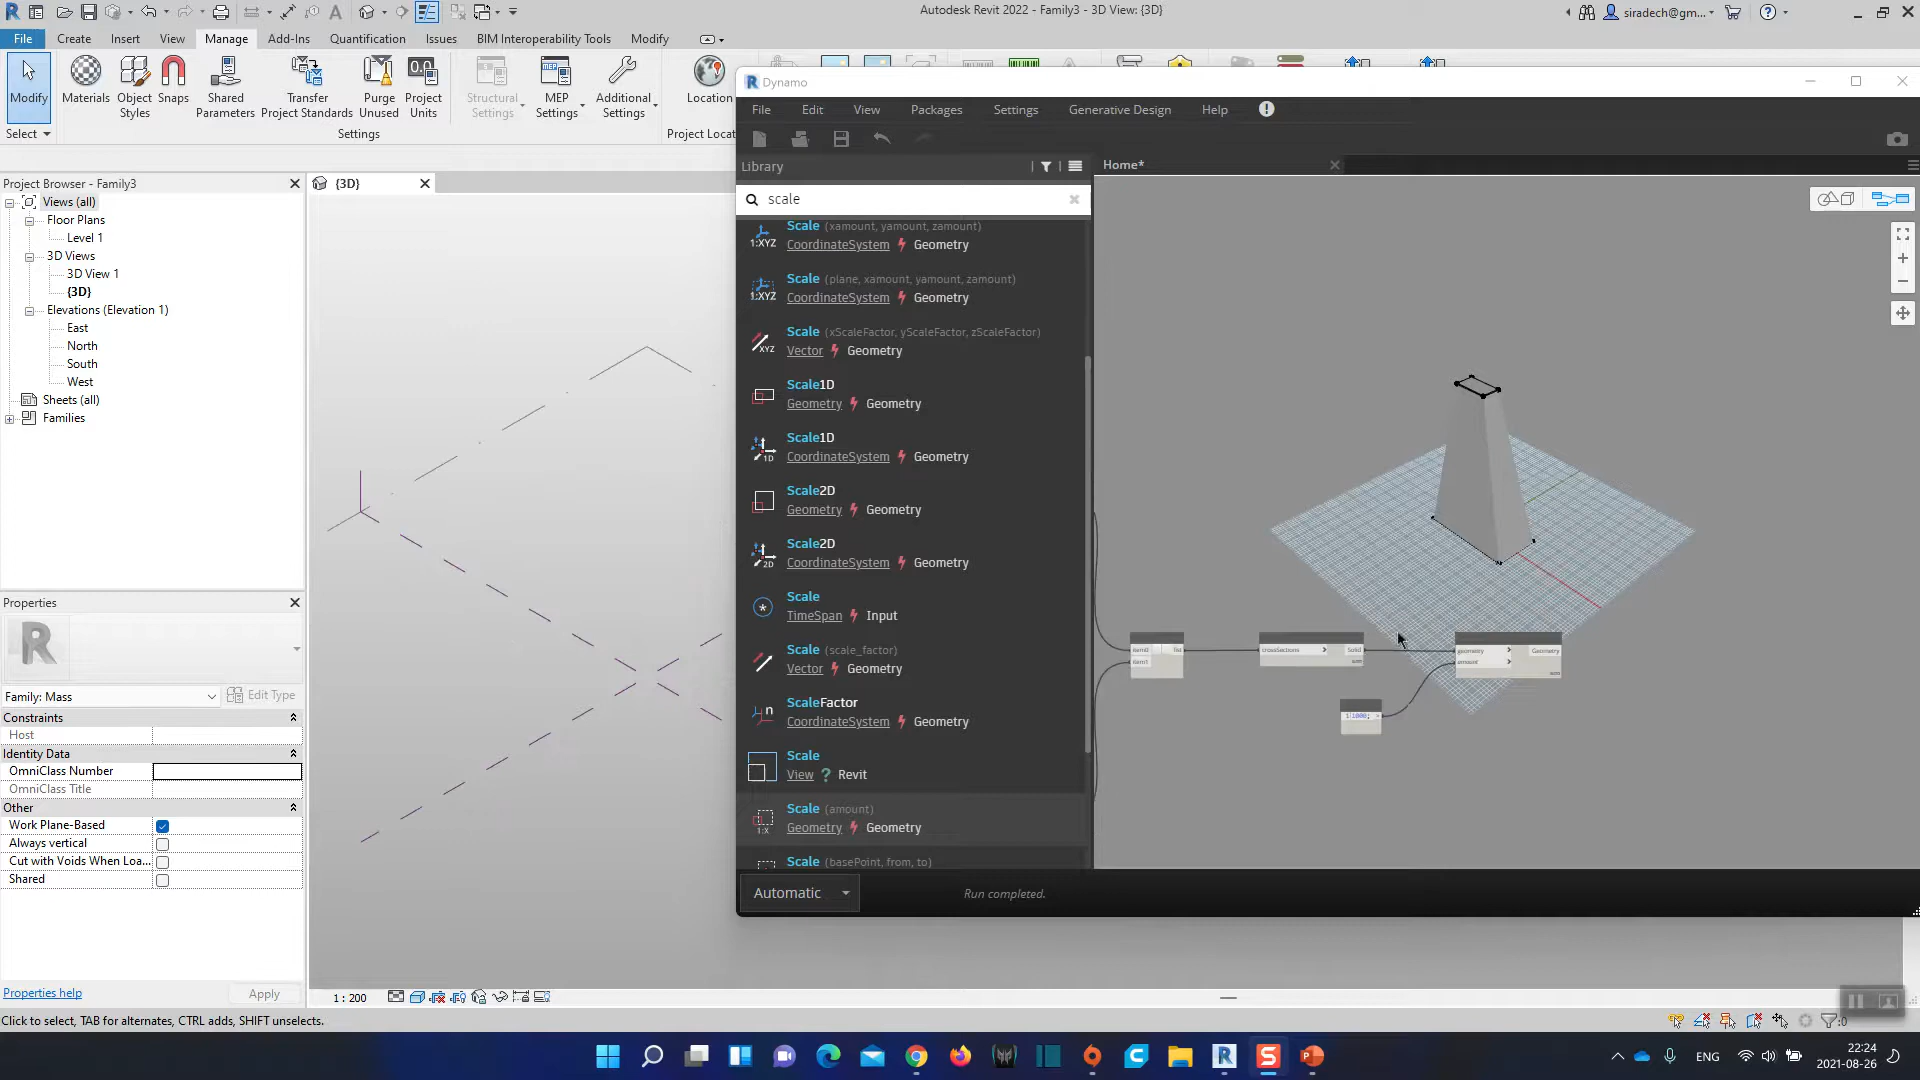 Autodesk Revit 2022 - Family3 - 3D View: {3D}
siradech@gm...
File Create Insert View Manage Add-Ins Quantification Issues BIM Interoperability Tools Modify
Modify
Materials
Object Styles
Snaps
Shared Parameters
Transfer Project Standards
Purge Unused
Project Units
Structural Settings
MEP Settings
Additional Settings
Location
Select
Settings
Project Locat
Dynamo
File Edit View Packages Settings Generative Design Help
Library
Home*
scale
Scale (xamount, yamount, zamount)
CoordinateSystem Geometry
Scale (plane, xamount, yamount, zamount)
CoordinateSystem Geometry
Scale (xScaleFactor, yScaleFactor, zScaleFactor)
Vector Geometry
Scale1D
Geometry Geometry
Scale1D
CoordinateSystem Geometry
Scale2D
Geometry Geometry
Scale2D
CoordinateSystem Geometry
Scale
TimeSpan Input
Scale (scale_factor)
Vector Geometry
ScaleFactor
CoordinateSystem Geometry
Scale
View ? Revit
Scale (amount)
Geometry Geometry
Scale (basePoint, from, to)
item0 list
item1
crossSections > Solid
geometry > Geometry
amount >
Automatic
Run completed.
Project Browser - Family3
{3D}
Views (all)
Floor Plans
Level 1
3D Views
3D View 1
{3D}
Elevations (Elevation 1)
East
North
South
West
Sheets (all)
Families
Properties
Family: Mass
Edit Type
Constraints
Host
Identity Data
OmniClass Number
OmniClass Title
Other
Work Plane-Based
Always vertical
Cut with Voids When Loa...
Shared
Properties help
Apply
1 : 200
Click to select, TAB for alternates, CTRL adds, SHIFT unselects.
:0
ENG
22:24
2021-08-26